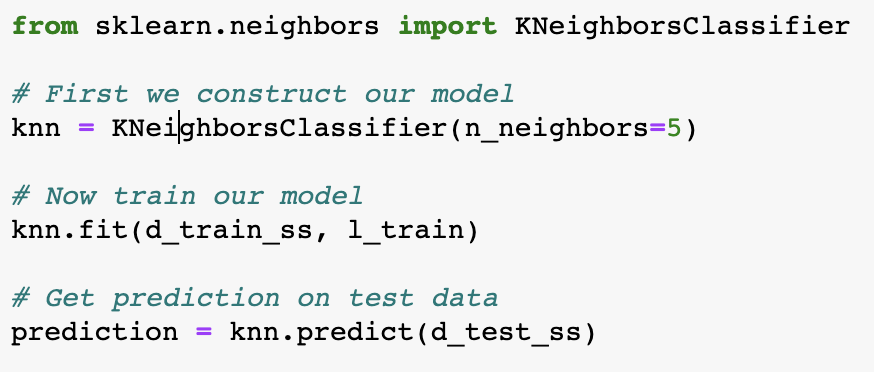 from sklearn.neighbors import KNeighborsClassifier
# First we construct our model
knn = KNeighborsClassifier(n_neighbors=5)
# Now train our model
knn.fit(d_train_ss, l_train)
# Get prediction on test data
prediction = knn.predict(d_test_ss)